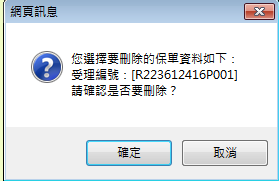 網頁訊息
您選擇要刪除的保單資料如下：
受理編號：[R223612416P001]
請確認是否要刪除？
確定
取消